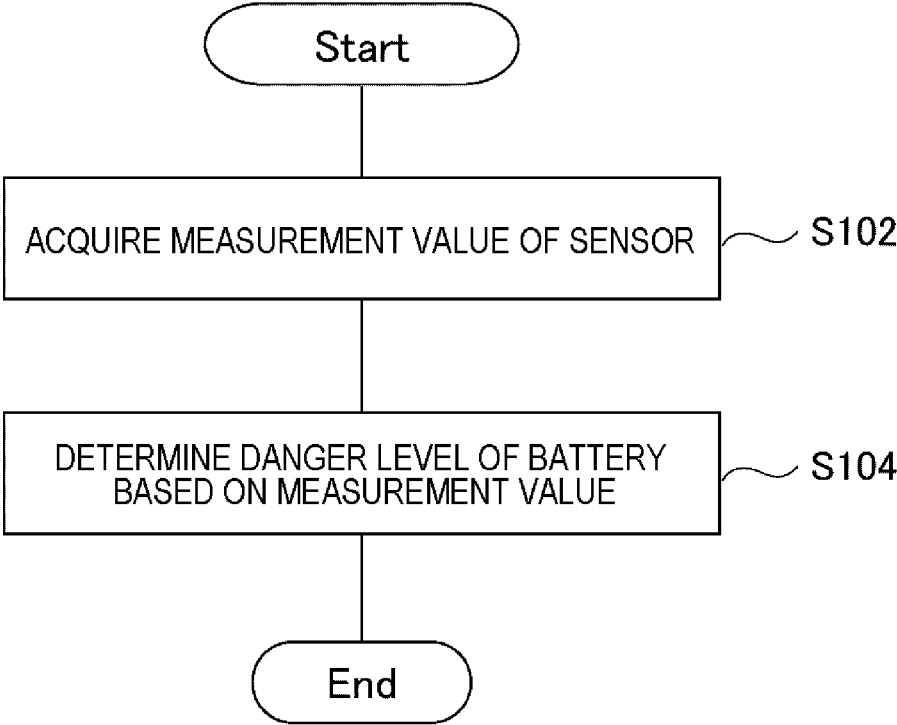 Start
ACQUIRE MEASUREMENT VALUE OF SENSOR
S102
DETERMINE DANGER LEVEL OF BATTERY
BASED ON MEASUREMENT VALUE
S104
End